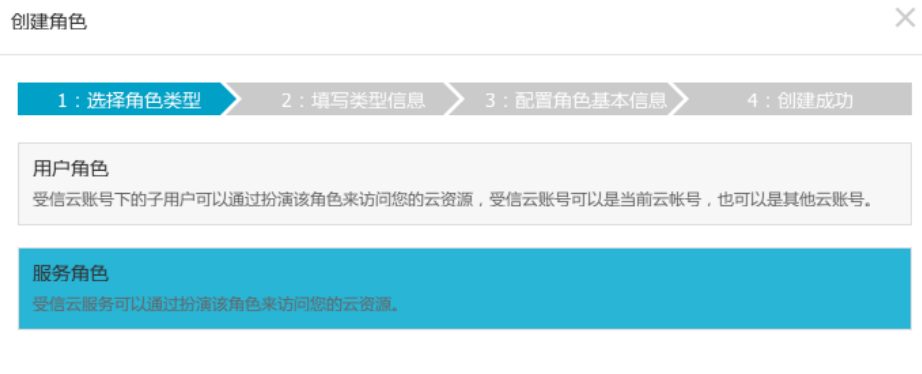 创建角色
1：选择角色类型 2：填写类型信息 3：配置角色基本信息 4：创建成功
用户角色
受信云账号下的子用户可以通过扮演该角色来访问您的云资源，受信云账号可以是当前云帐号，也可以是其他云账号。
服务角色
受信云服务可以通过扮演该角色来访问您的云资源。